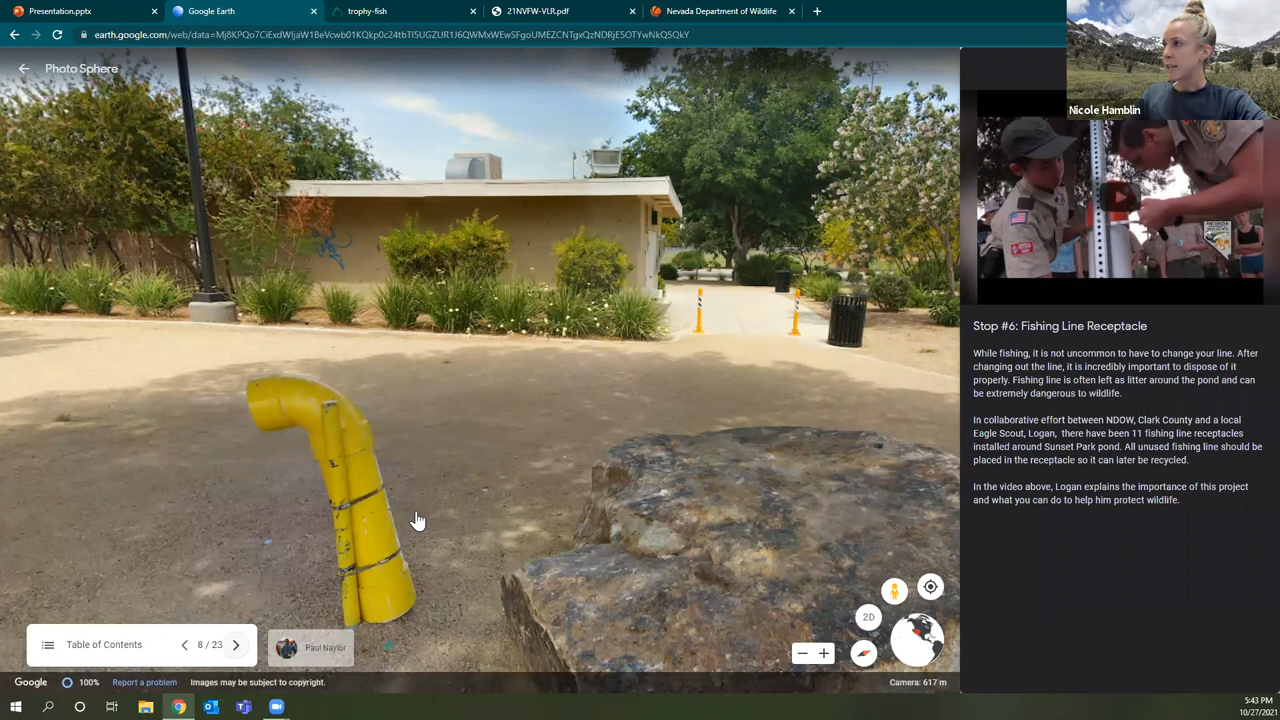 Presentation.pptx
Google Earth
trophy-fish
21NVFW-VLR.pdf
Nevada Department of Wildlife
earth.google.com/web/data=Mj8KPQo7CiExdWljaW1BeVcwb01KQkp0c24tbTI5UGZUR1J6QWMxWEwSFgoUMEZCNTgxQzNDRjE5OTYwNkQ5QkY
Photo Sphere
Nicole Hamblin
Stop #6: Fishing Line Receptacle
While fishing, it is not uncommon to have to change your line. After
changing out the line, it is incredibly important to dispose of it
properly. Fishing line is often left as litter around the pond and can
be extremely dangerous to wildlife.
In collaborative effort between NDOW, Clark County and a local
Eagle Scout, Logan, there have been 11 fishing line receptacles
installed around Sunset Park pond. All unused fishing line should be
placed in the receptacle so it can later be recycled.
In the video above, Logan explains the importance of this project
and what you can do to help him protect wildlife.
2D
Table of Contents
8 / 23
Paul Naylor
Google
100%
Report a problem
Images may be subject to copyright.
Camera: 617 m
5:43 PM
10/27/2021